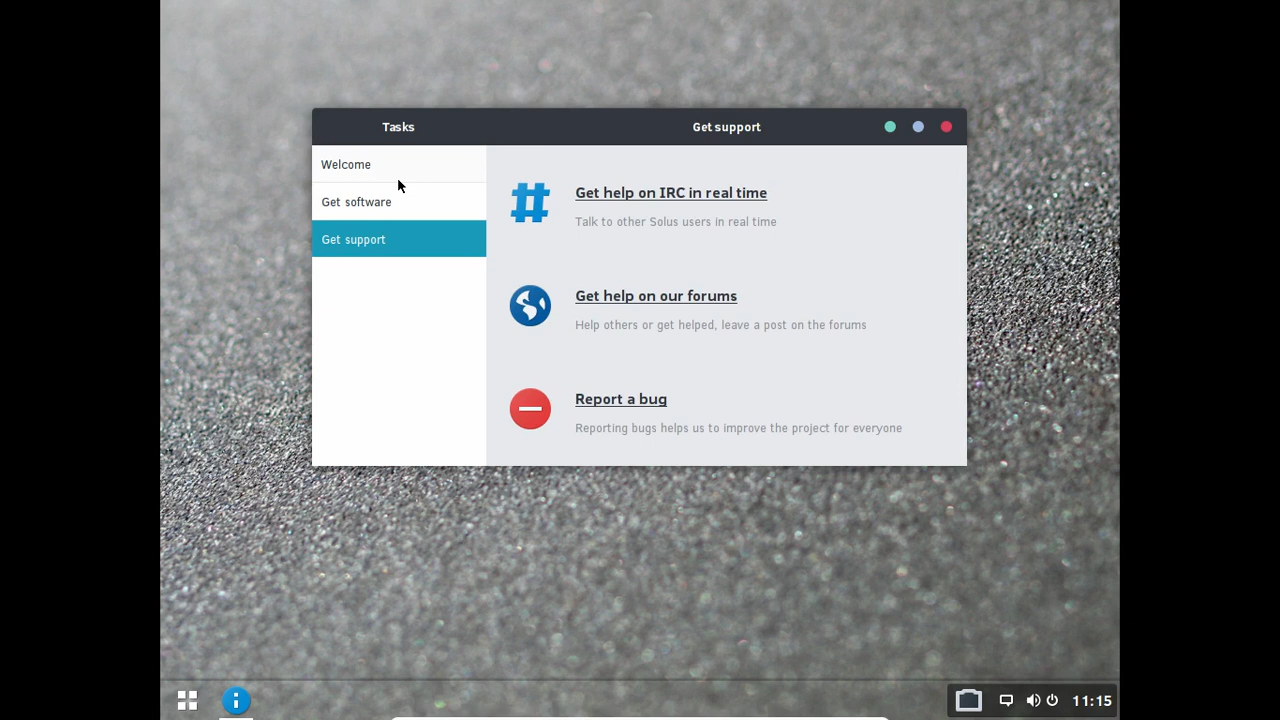 Tasks
Get support
Welcome
Get software
Get support
Get help on IRC in real time
Talk to other Solus users in real time
Get help on our forums
Help others or get helped, leave a post on the forums
Report a bug
Reporting bugs helps us to improve the project for everyone
11:15